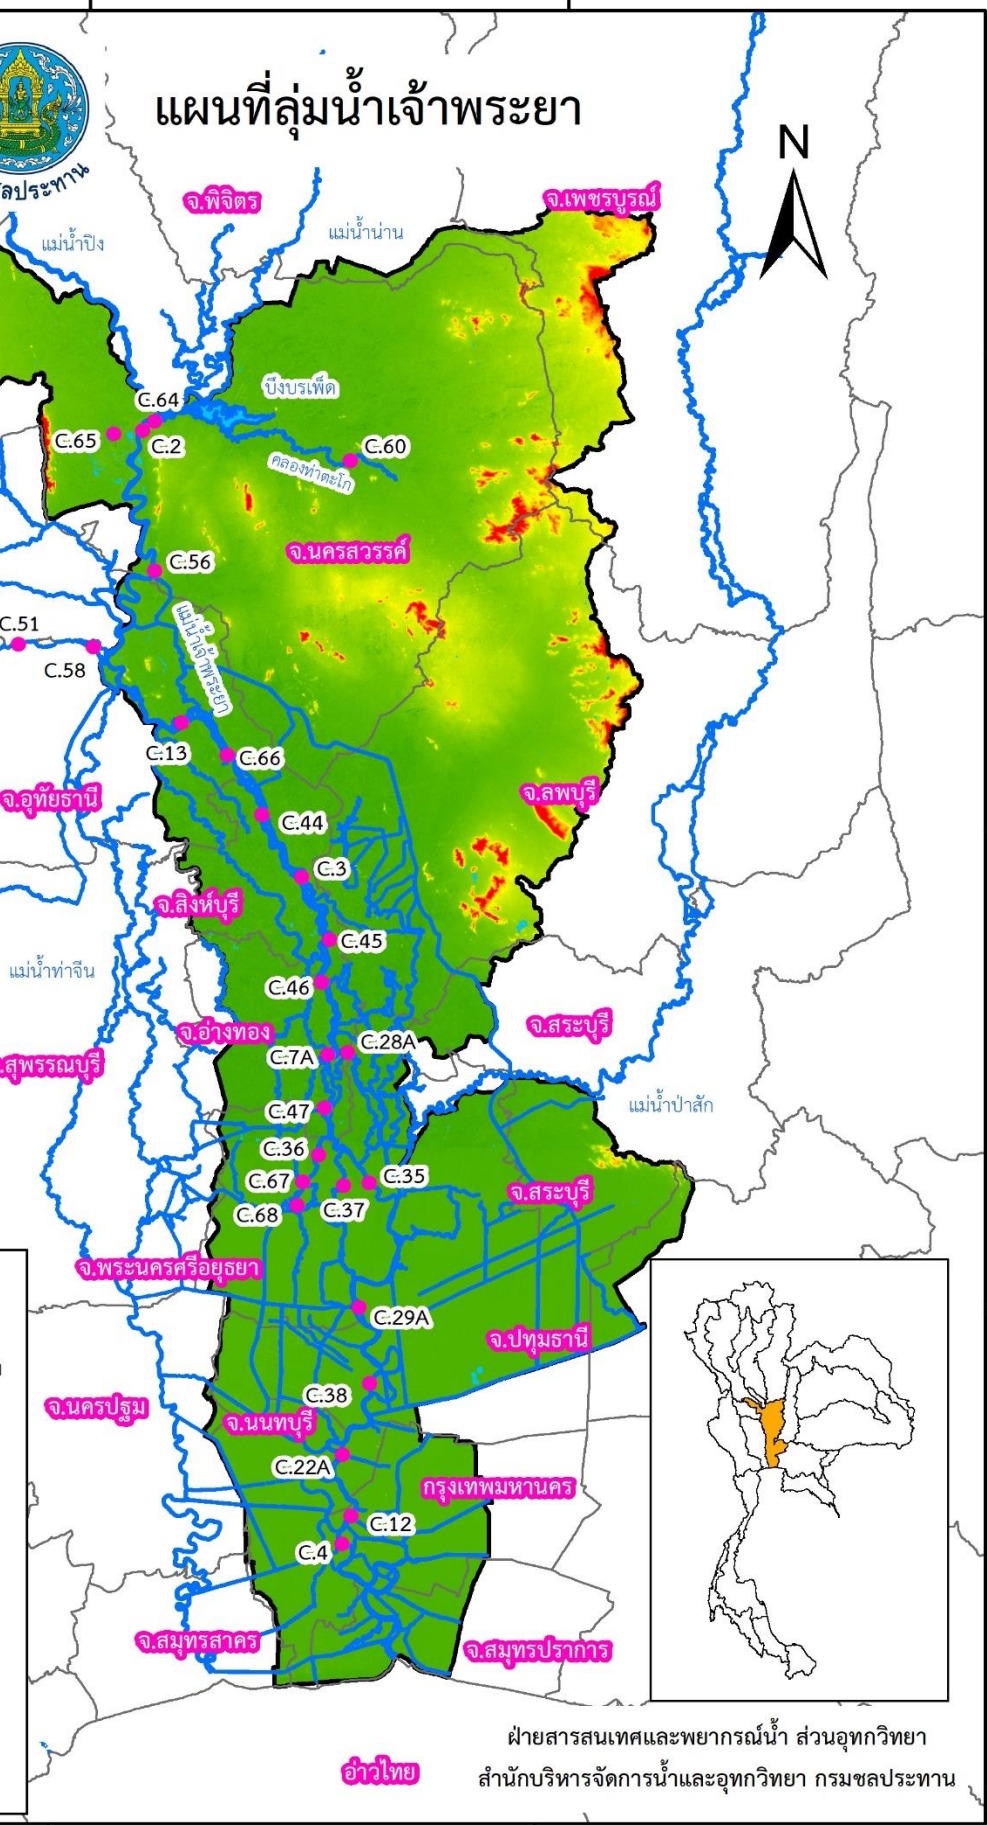 แผนที่ลุ่มน้ำเจ้าพระยา
N
จ.พิจิตร
จ.เพชรบูรณ์
แม่น้ำปิง
แม่น้ำน่าน
บึงบรเพ็ด
C.64
C.65
C.2
C.60
คลองท่าตะโก
จ.นครสวรรค์
C.56
C.51
C.58
แม่น้ำเจ้าพระยา
C.13
C.66
จ.อุทัยธานี
จ.ลพบุรี
C.44
C.3
จ.สิงห์บุรี
C.45
แม่น้ำท่าจีน
C.46
จ.อ่างทอง
จ.สระบุรี
C.7A
C.28A
.สุพรรณบุรี
แม่น้ำป่าสัก
C.47
C.36
C.67
C.35
C.68
C.37
จ.สระบุรี
จ.พระนครศรีอยุธยา
C.29A
จ.ปทุมธานี
C.38
จ.นครปฐม
จ.นนทบุรี
C.22A
กรุงเทพมหานคร
C.12
C.4
จ.สมุทรสาคร
จ.สมุทรปราการ
อ่าวไทย
ฝ่ายสารสนเทศและพยากรณ์น้ำ ส่วนอุทกวิทยา
สำนักบริหารจัดการน้ำและอุทกวิทยา กรมชลประทาน